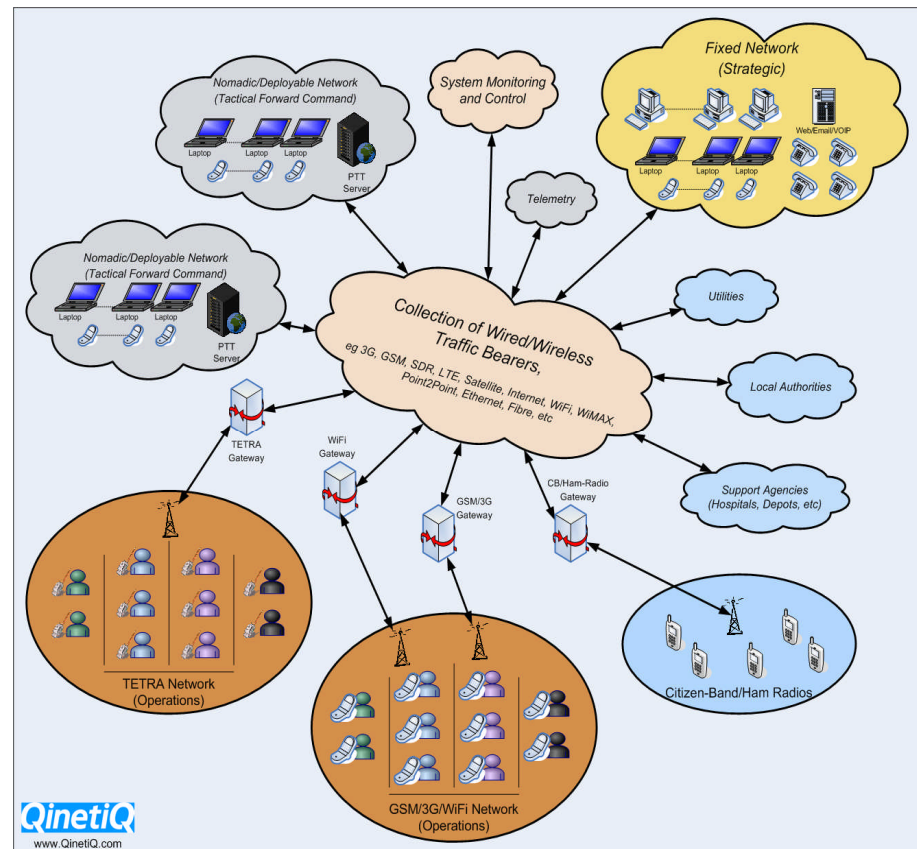 Nomadic/Deployable Network
(Tactical Forward Command)
Laptop
Laptop
Laptop
PTT
Server
System Monitoring
and Control
Fixed Network
(Strategic)
Web/Email/VOIP
Laptop
Laptop
Laptop
Telemetry
Nomadic/Deployable Network
(Tactical Forward Command)
Laptop
Laptop
Laptop
PTT
Server
Collection of Wired/Wireless
Traffic Bearers,
eg 3G, GSM, SDR, LTE, Satellite, Internet, WiFi, WiMAX,
Point2Point, Ethernet, Fibre, etc
Utilities
Local Authorities
Support Agencies
(Hospitals, Depots, etc)
TETRA
Gateway
WiFi
Gateway
GSM/3G
Gateway
CB/Ham-Radio
Gateway
TETRA Network
(Operations)
GSM/3G/WiFi Network
(Operations)
Citizen-Band/Ham Radios
QinetiQ
www.QinetiQ.com